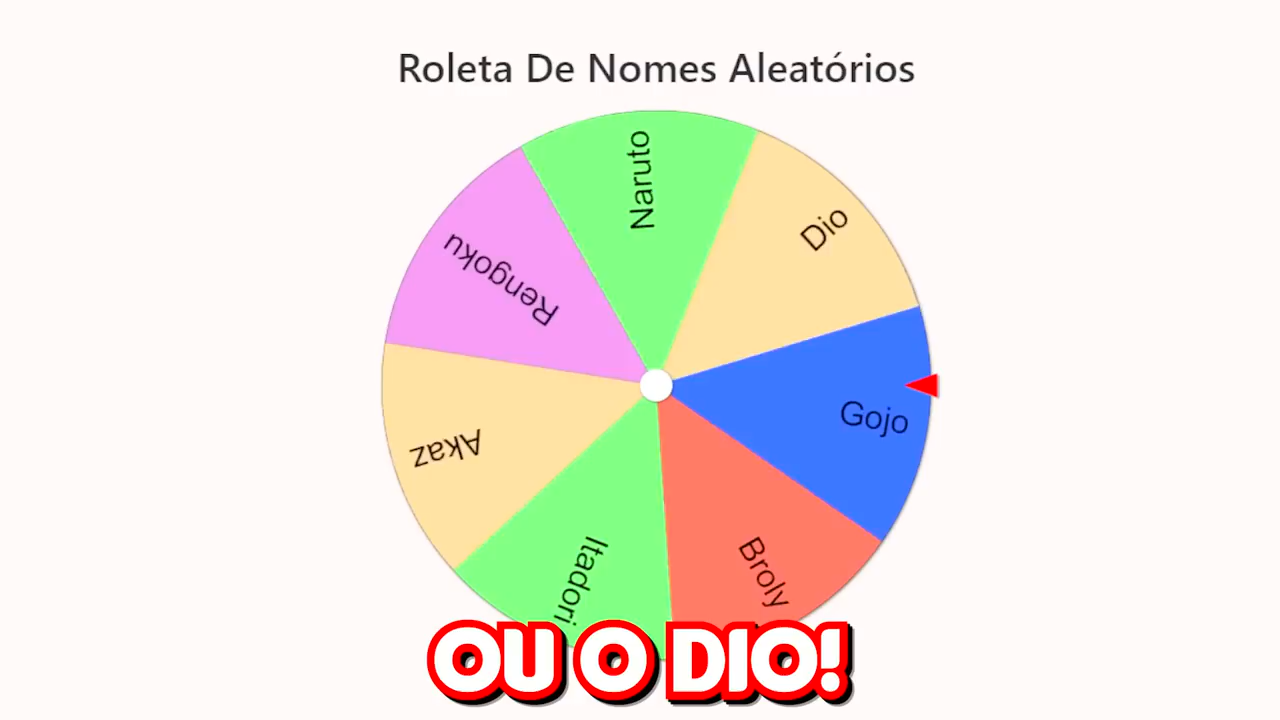 Roleta De Nomes Aleatórios
Naruto
Dio
Rengoku
Gojo
Akaz
Itadori
Broly
OU O DIO!